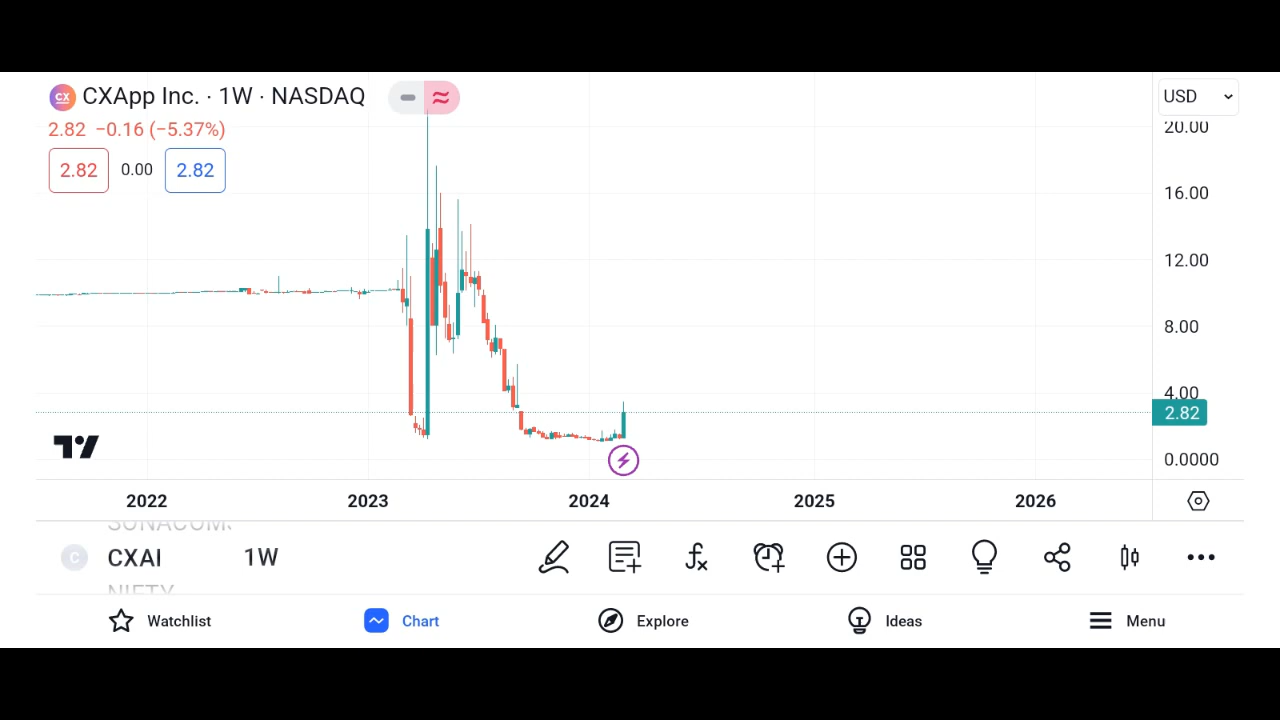 CX CXApp Inc. · 1W · NASDAQ
USD
2.82 −0.16 (−5.37%)
2.82 0.00 2.82
20.00
16.00
12.00
8.00
4.00
2.82
0.0000
2022 2023 2024 2025 2026
C CXAI 1W
NIFTY
Watchlist Chart Explore Ideas Menu